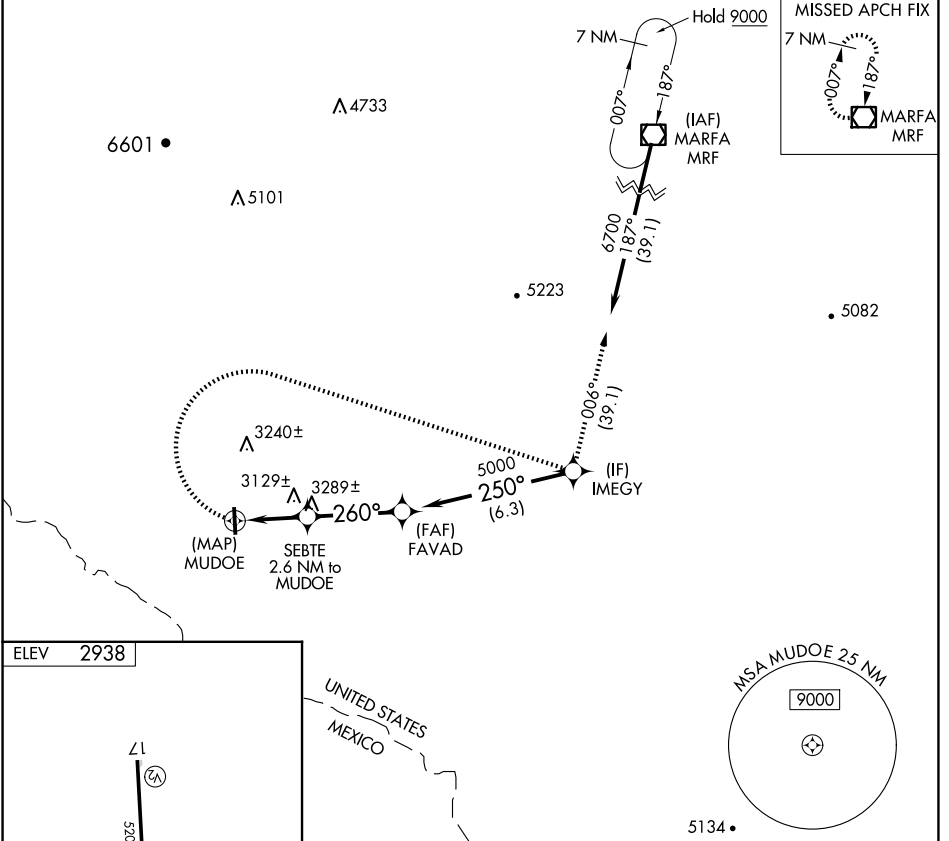 Hold 9000
7 NM
007°
187°
(IAF)
MARFA
MRF
MISSED APCH FIX
7 NM
007°
187°
MARFA
MRF
4733
6601
5101
6700
187°
(39.1)
5223
5082
006°
(39.1)
3240±
3129±
3289±
5000
250°
(6.3)
(IF)
IMEGY
260°
(FAF)
FAVAD
(MAP)
MUDOE
SEBTE
2.6 NM to
MUDOE
ELEV 2938
17
V2
520
UNITED STATES
MEXICO
MSA MUDOE 25 NM
9000
5134